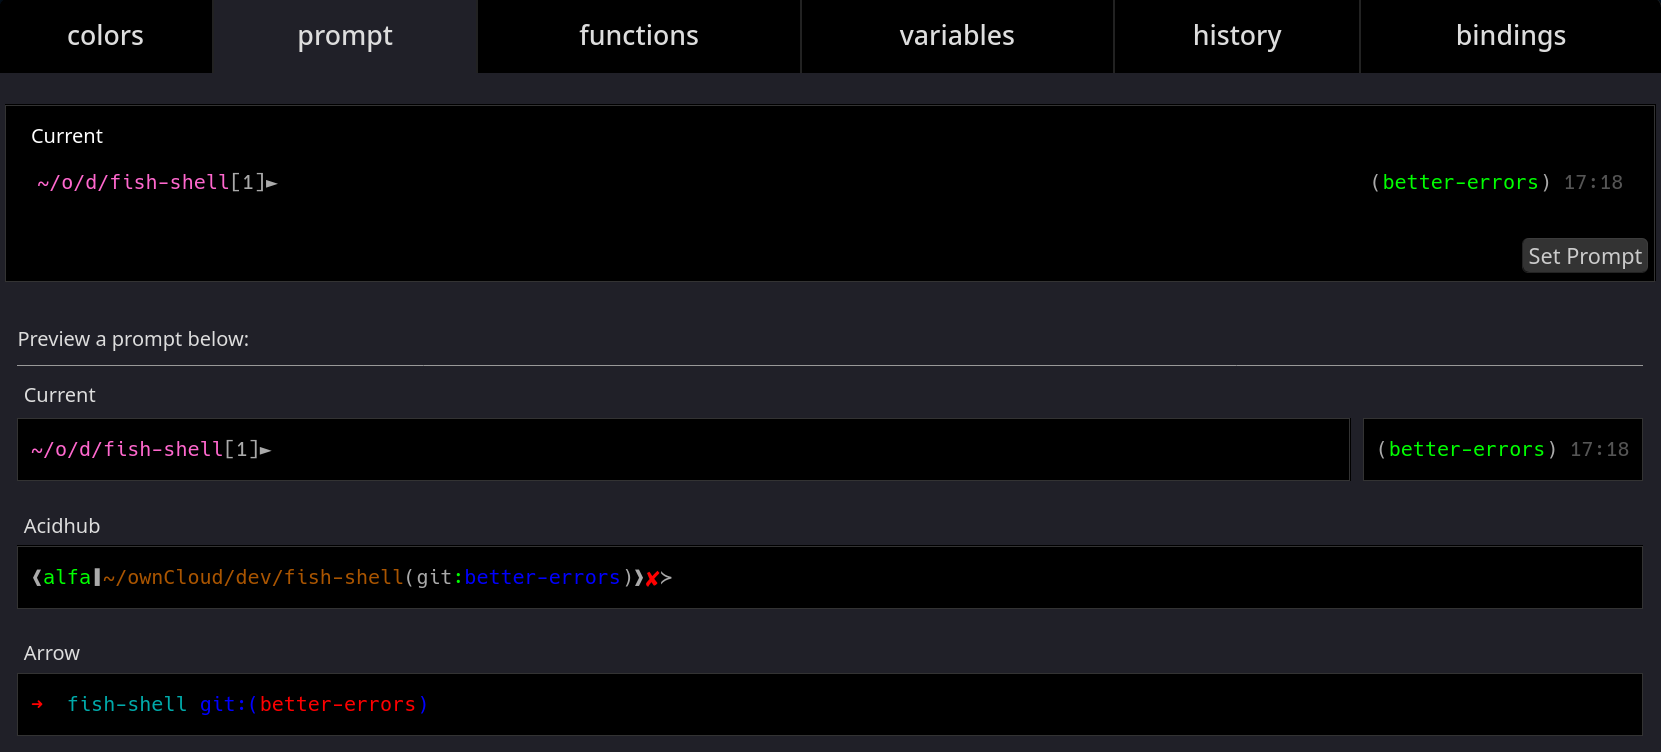 colors prompt functions variables history bindings
Current
~/o/d/fish-shell[1]► (better-errors) 17:18
Set Prompt
Preview a prompt below:
Current
~/o/d/fish-shell[1]► (better-errors) 17:18
Acidhub
❰alfa❙~/ownCloud/dev/fish-shell(git:better-errors)❱✘≻
Arrow
➜ fish-shell git:(better-errors)